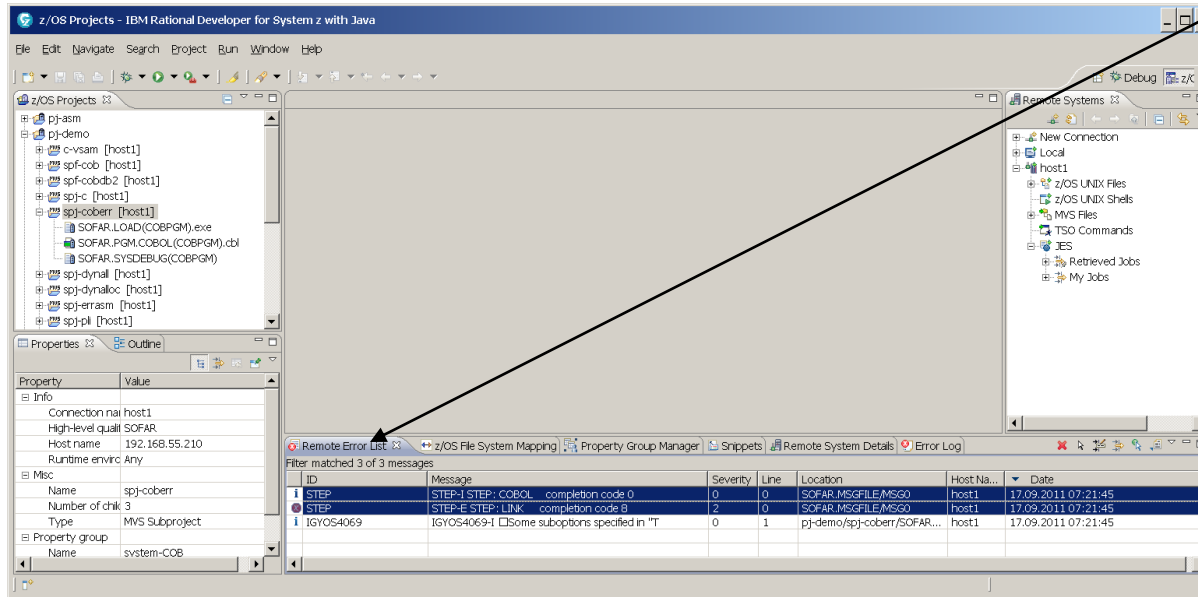 z/OS Projects - IBM Rational Developer for System z with Java
File Edit Navigate Search Project Run Window Help
Debug z/O
z/OS Projects
pj-asm
pj-demo
c-vsam [host1]
spf-cob [host1]
spf-cobdb2 [host1]
spj-c [host1]
spj-coberr [host1]
SOFAR.LOAD(COBPGM).exe
SOFAR.PGM.COBOL(COBPGM).cbl
SOFAR.SYSDEBUG(COBPGM)
spj-dynall [host1]
spj-dynalloc [host1]
spj-errasm [host1]
spj-pli [host1]
Remote Systems
New Connection
Local
host1
z/OS UNIX Files
z/OS UNIX Shells
MVS Files
TSO Commands
JES
Retrieved Jobs
My Jobs
Properties Outline
Property Value
Info
Connection nai host1
High-level qualif SOFAR
Host name 192.168.55.210
Runtime enviro Any
Misc
Name spj-coberr
Number of chil 3
Type MVS Subproject
Property group
Name system-COB
Remote Error List z/OS File System Mapping Property Group Manager Snippets Remote System Details Error Log
Filter matched 3 of 3 messages
ID Message Severity Line Location Host Na... Date
STEP STEP-I STEP: COBOL completion code 0 0 0 SOFAR.MSGFILE/MSG0 host1 17.09.2011 07:21:45
STEP STEP-E STEP: LINK completion code 8 2 0 SOFAR.MSGFILE/MSG0 host1 17.09.2011 07:21:45
IGYOS4069 IGYOS4069-I □Some suboptions specified in "T 0 1 pj-demo/spj-coberr/SOFAR... host1 17.09.2011 07:21:45